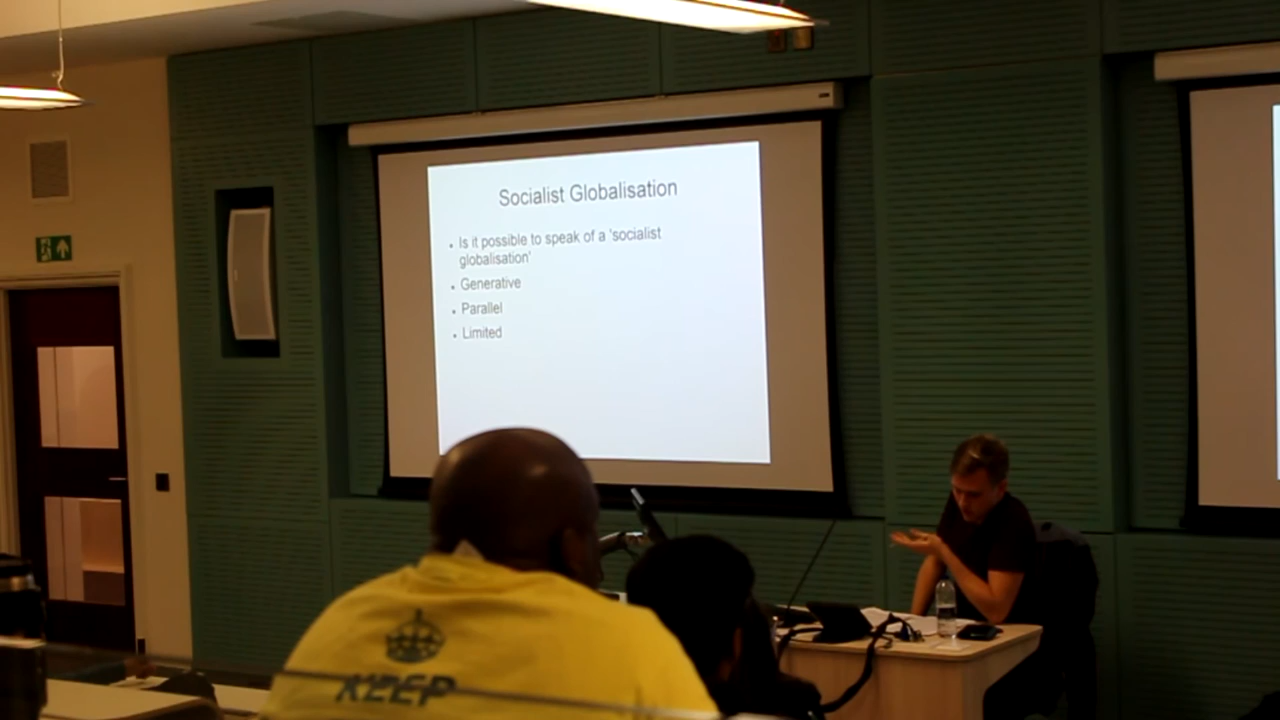 Socialist Globalisation
• Is it possible to speak of a 'socialist
globalisation'
• Generative
• Parallel
• Limited
KEEP